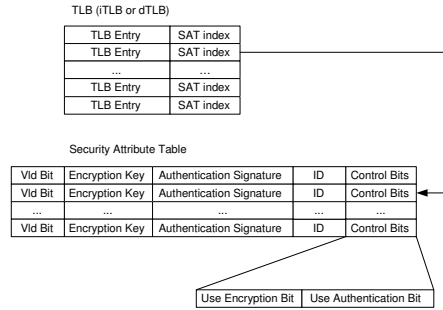 TLB (iTLB or dTLB)
TLB Entry SAT index
TLB Entry SAT index
... ...
TLB Entry SAT index
TLB Entry SAT index
Security Attribute Table
Vld Bit Encryption Key Authentication Signature ID Control Bits
Vld Bit Encryption Key Authentication Signature ID Control Bits
... ... ... ... ...
Vld Bit Encryption Key Authentication Signature ID Control Bits
Use Encryption Bit Use Authentication Bit